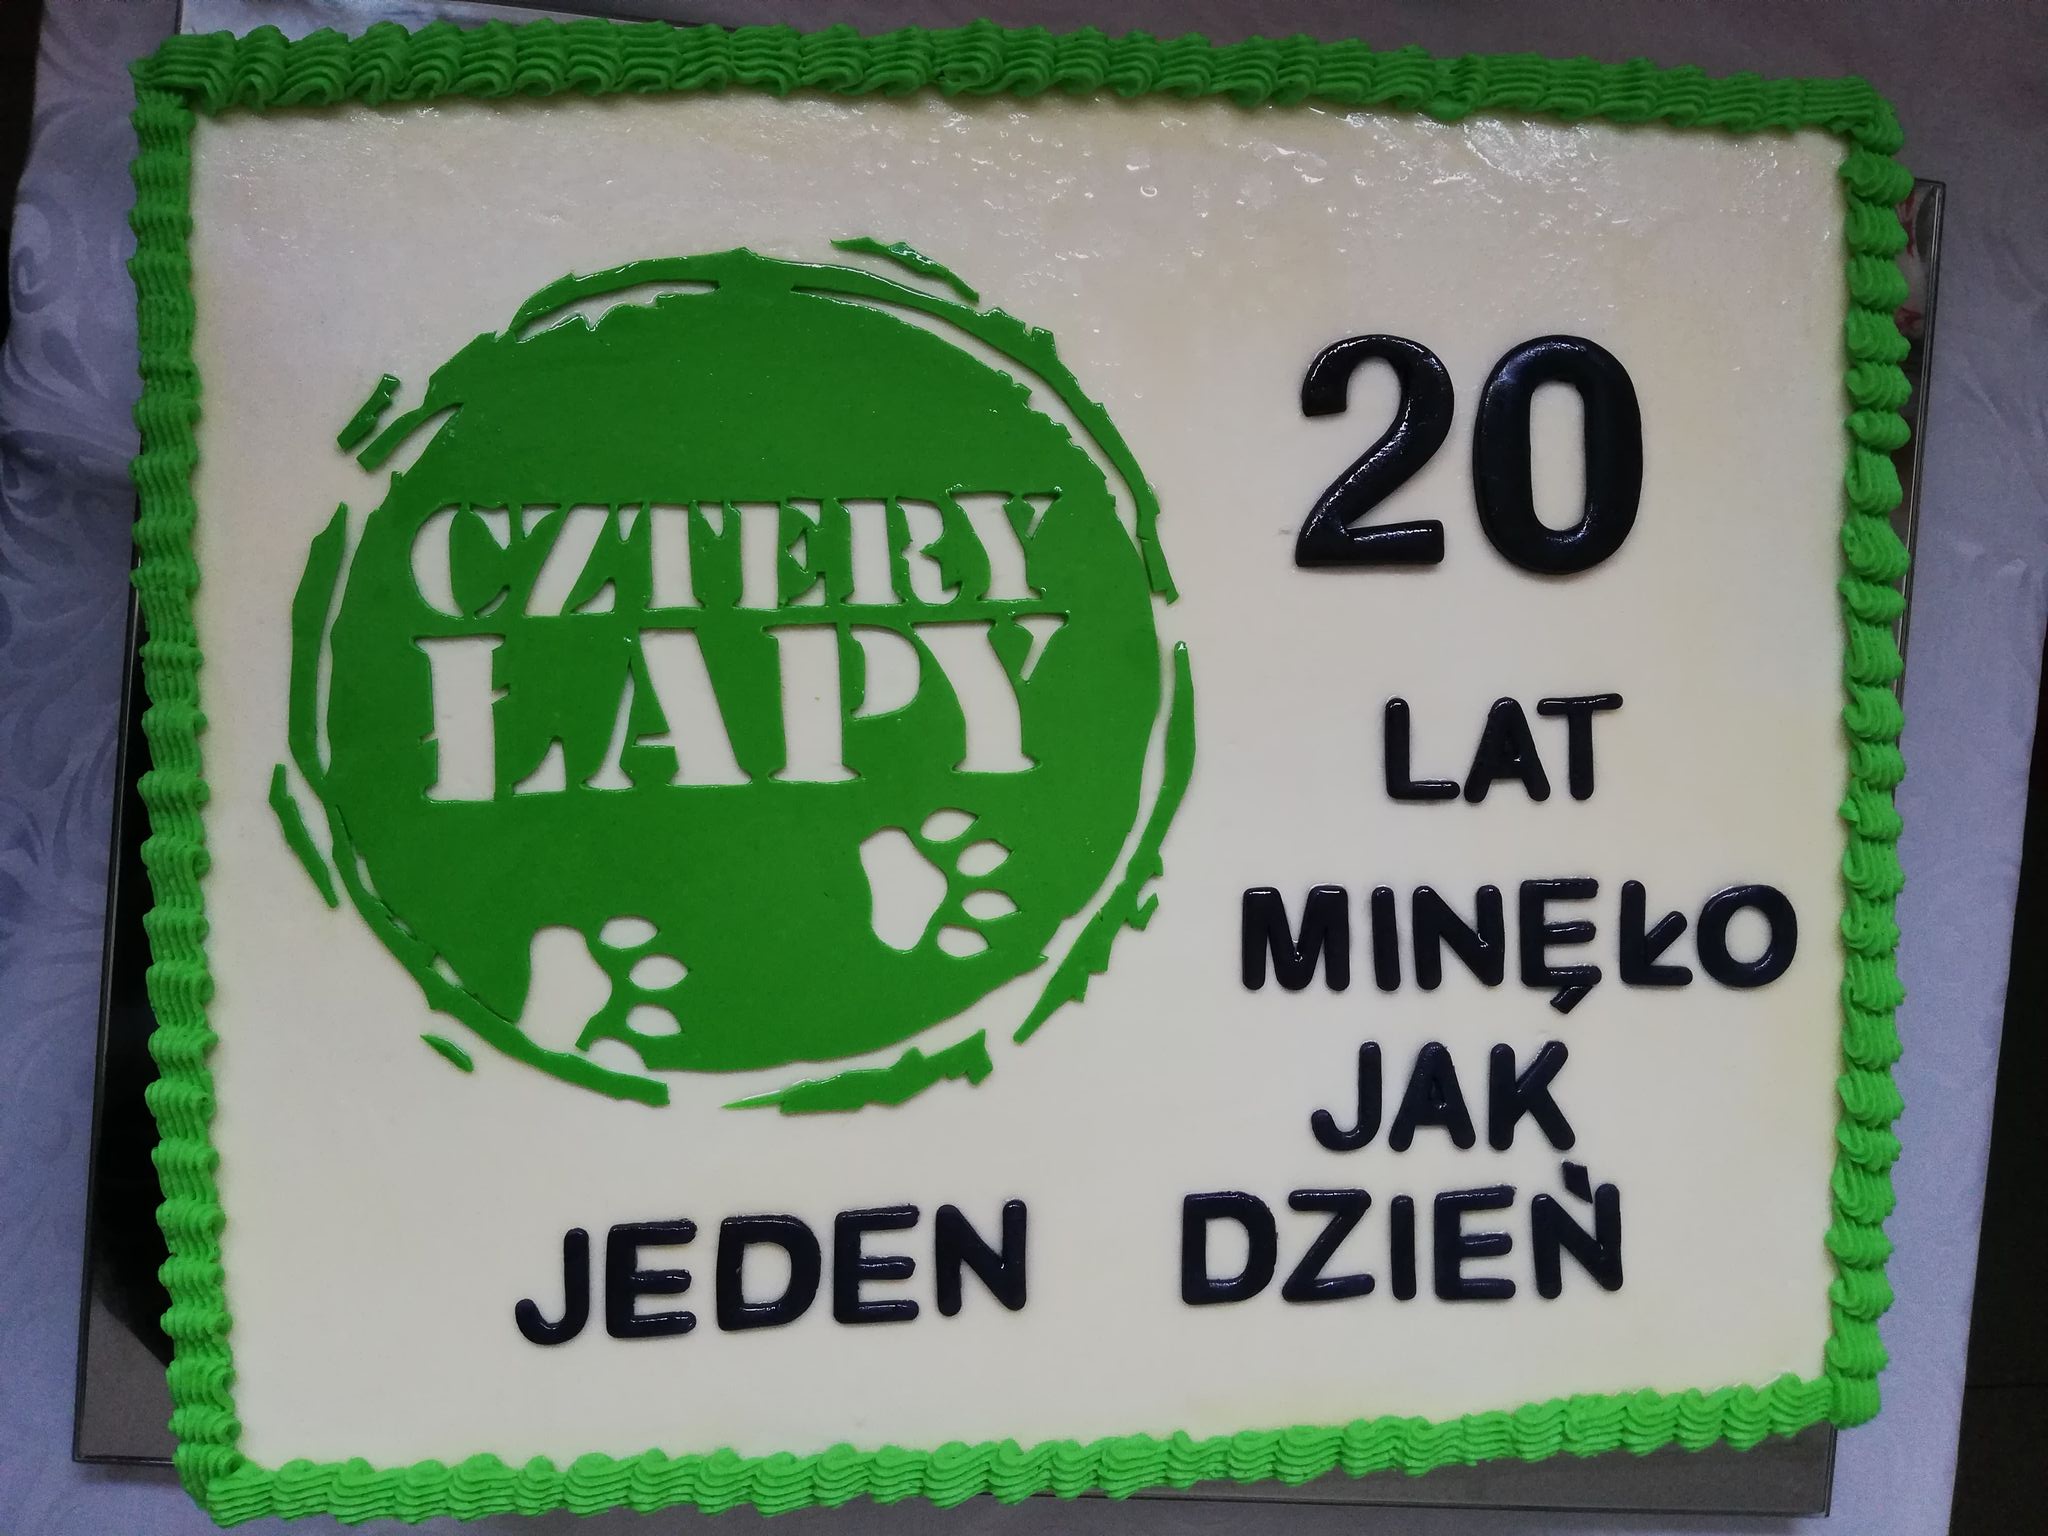 CZTERY
ŁAPY
20
LAT
MINĘŁO
JAK
JEDEN DZIEŃ